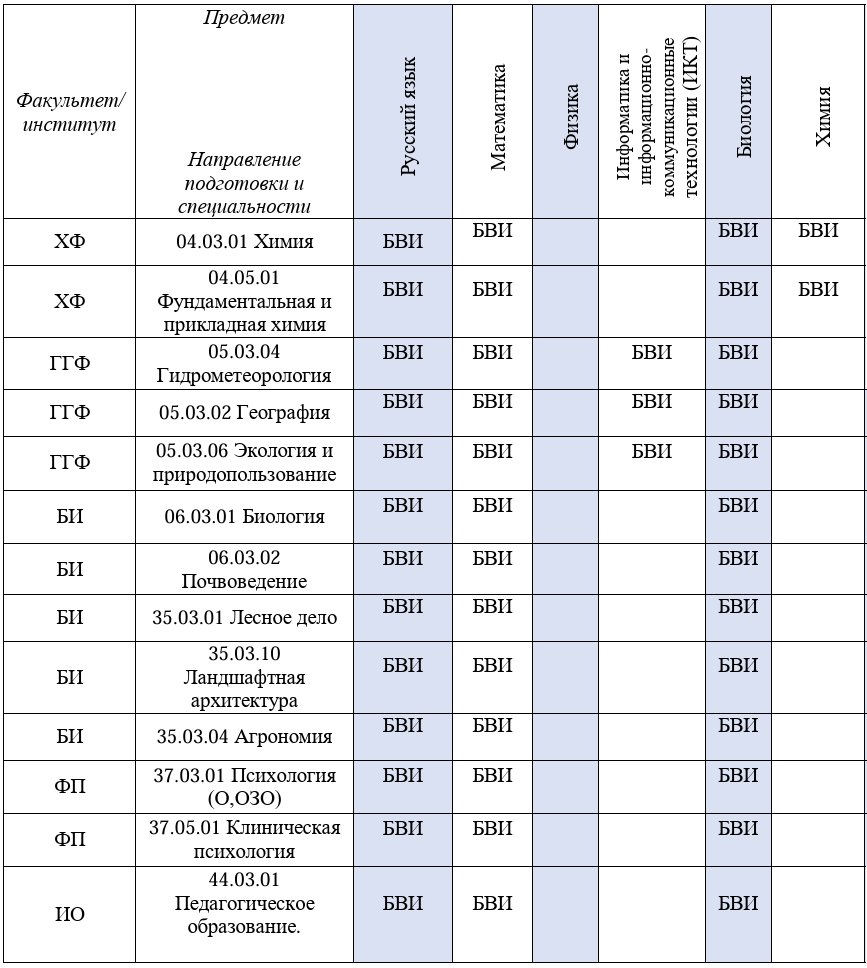 Факультет/
институт
Предмет
Направление
подготовки и
специальности
Русский язык
Математика
Физика
Информатика и
информационно-
коммуникационные
технологии (ИКТ)
Биология
Химия
ХФ 04.03.01 Химия БВИ БВИ БВИ БВИ
ХФ 04.05.01
Фундаментальная и
прикладная химия БВИ БВИ БВИ БВИ
ГГФ 05.03.04
Гидрометеорология БВИ БВИ БВИ БВИ
ГГФ 05.03.02 География БВИ БВИ БВИ БВИ
ГГФ 05.03.06 Экология и
природопользование БВИ БВИ БВИ БВИ
БИ 06.03.01 Биология БВИ БВИ БВИ
БИ 06.03.02
Почвоведение БВИ БВИ БВИ
БИ 35.03.01 Лесное дело БВИ БВИ БВИ
БИ 35.03.10
Ландшафтная
архитектура БВИ БВИ БВИ
БИ 35.03.04 Агрономия БВИ БВИ БВИ
ФП 37.03.01 Психология
(О,ОЗО) БВИ БВИ БВИ
ФП 37.05.01 Клиническая
психология БВИ БВИ БВИ
ИО 44.03.01
Педагогическое
образование. БВИ БВИ БВИ